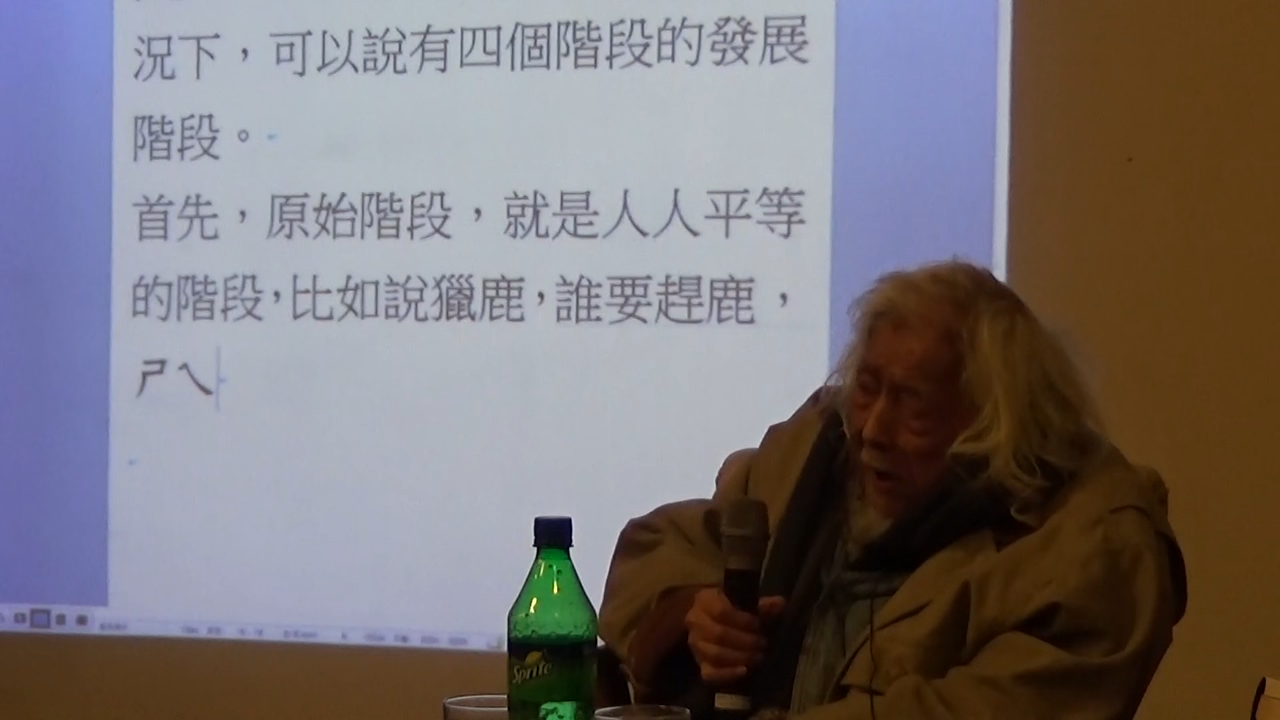 況下，可以說有四個階段的發展
階段。
首先，原始階段，就是人人平等
的階段，比如說獵鹿，誰要趕鹿，
ㄕㄟ
Sprite